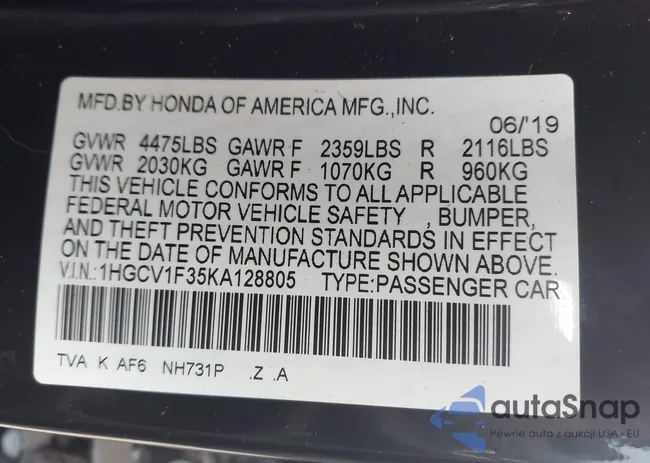 MFD.BY HONDA OF AMERICA MFG.,INC.
06/'19
GVWR 4475LBS GAWR F 2359LBS R 2116LBS
GVWR 2030KG GAWR F 1070KG R 960KG
THIS VEHICLE CONFORMS TO ALL APPLICABLE
FEDERAL MOTOR VEHICLE SAFETY , BUMPER,
AND THEFT PREVENTION STANDARDS IN EFFECT
ON THE DATE OF MANUFACTURE SHOWN ABOVE.
V.I.N.:1HGCV1F35KA128805 TYPE:PASSENGER CAR
TVA K AF6 NH731P .Z .A
autaSnap
Pewne auta z aukcji USA i EU